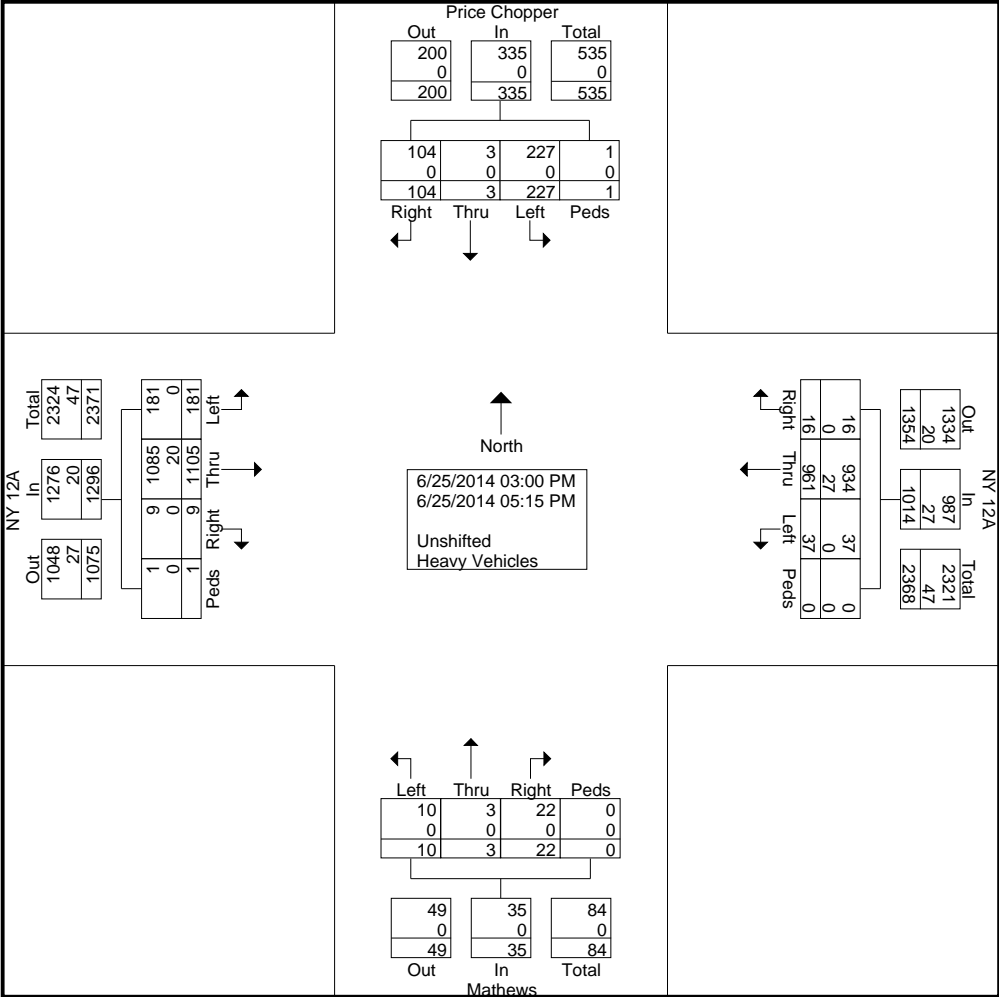 Price Chopper
Out In Total
200 335 535
0 0 0
200 335 535
104 3 227 1
0 0 0 0
104 3 227 1
Right Thru Left Peds
NY 12A
Total
2324
47
2371
In
1276
20
1296
Out
1048
27
1075
181
0
181
Left
1085
20
1105
Thru
9
0
9
Right
1
0
1
Peds
North
6/25/2014 03:00 PM
6/25/2014 05:15 PM
Unshifted
Heavy Vehicles
Right
16
0
16
Thru
934
27
961
Left
37
0
37
Peds
0
0
0
Out
1334
20
1354
In
987
27
1014
Total
2321
47
2368
NY 12A
Left Thru Right Peds
10 3 22 0
0 0 0 0
10 3 22 0
49 35 84
0 0 0
49 35 84
Out In Total
Mathews